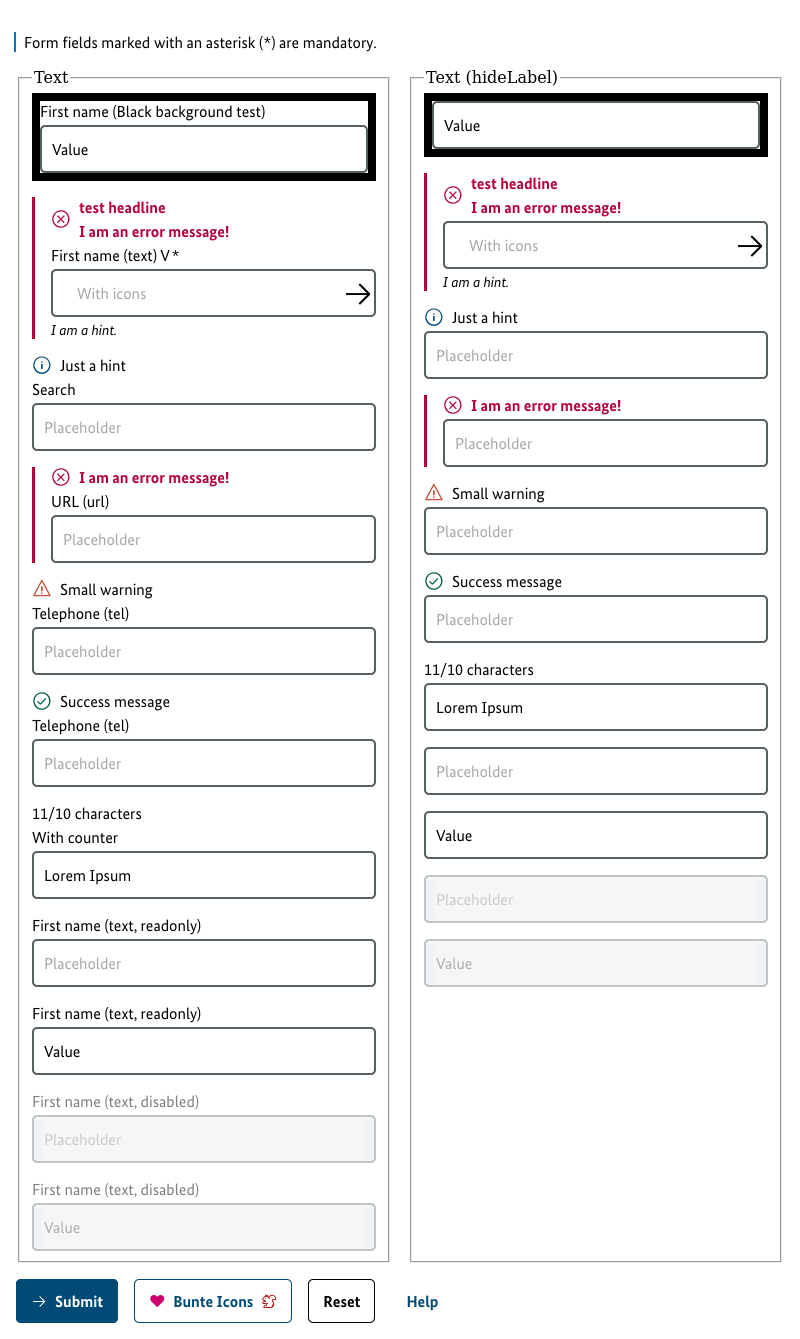 Form fields marked with an asterisk (*) are mandatory.
Text
First name (Black background test)
Value
test headline
I am an error message!
First name (text) V*
With icons
I am a hint.
Just a hint
Search
Placeholder
I am an error message!
URL (url)
Placeholder
Small warning
Telephone (tel)
Placeholder
Success message
Telephone (tel)
Placeholder
11/10 characters
With counter
Lorem Ipsum
First name (text, readonly)
Placeholder
First name (text, readonly)
Value
First name (text, disabled)
Placeholder
First name (text, disabled)
Value
Text (hideLabel)
Value
test headline
I am an error message!
With icons
I am a hint.
Just a hint
Placeholder
I am an error message!
Placeholder
Small warning
Placeholder
Success message
Placeholder
11/10 characters
Lorem Ipsum
Placeholder
Value
Placeholder
Value
Submit
Bunte Icons
Reset
Help